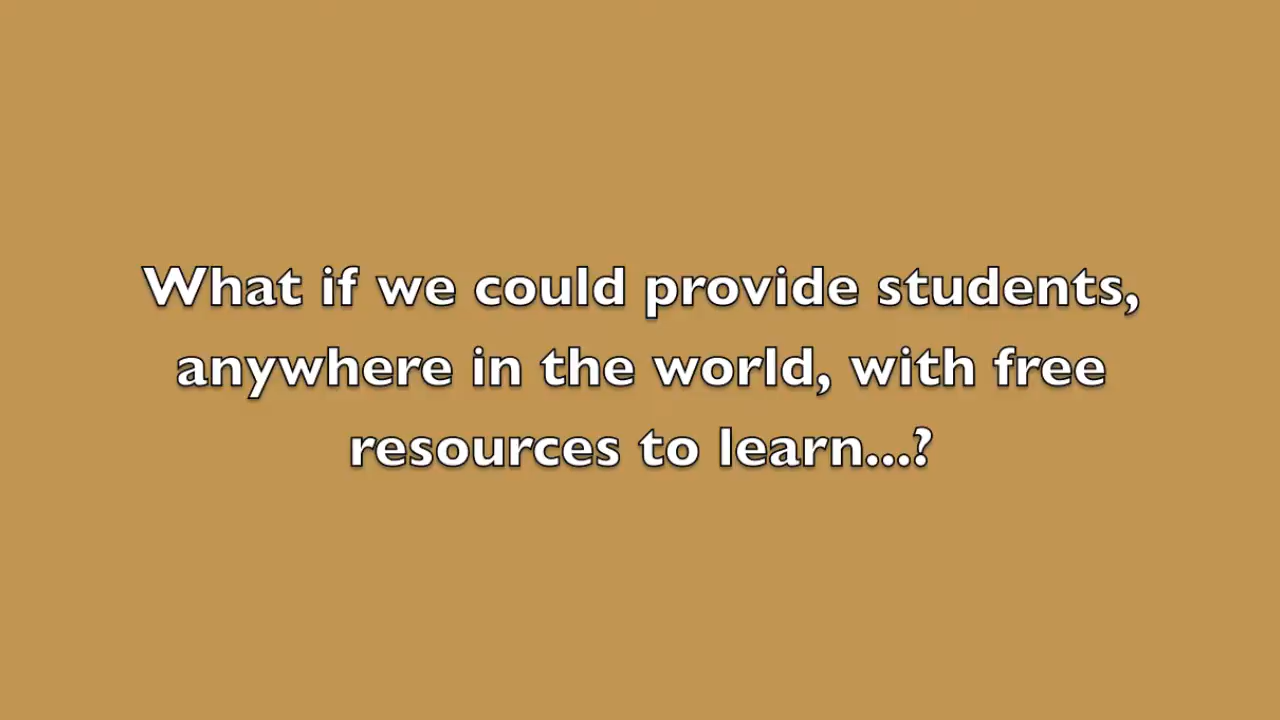 What if we could provide students,
anywhere in the world, with free
resources to learn...?